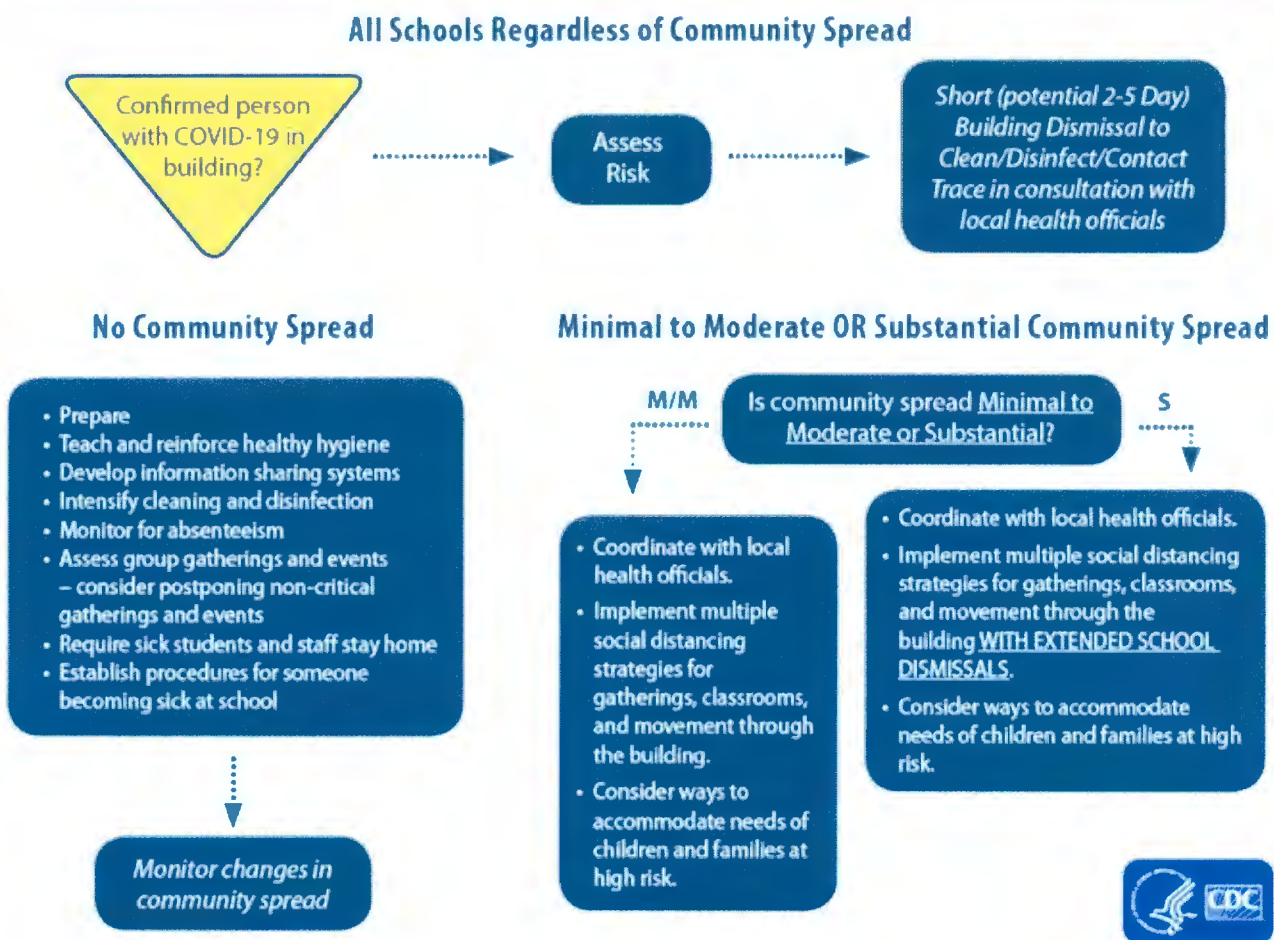 All Schools Regardless of Community Spread
Confirmed person
with COVID-19 in
building?
Assess
Risk
Short (potential 2-5 Day)
Building Dismissal to
Clean/Disinfect/Contact
Trace in consultation with
local health officials
No Community Spread
• Prepare
• Teach and reinforce healthy hygiene
• Develop information sharing systems
• Intensify cleaning and disinfection
• Monitor for absenteeism
• Assess group gatherings and events
– consider postponing non-critical
gatherings and events
• Require sick students and staff stay home
• Establish procedures for someone
becoming sick at school
Monitor changes in
community spread
Minimal to Moderate OR Substantial Community Spread
M/M
Is community spread Minimal to
Moderate or Substantial?
S
• Coordinate with local
health officials.
• Implement multiple
social distancing
strategies for
gatherings, classrooms,
and movement through
the building.
• Consider ways to
accommodate needs of
children and families at
high risk.
• Coordinate with local health officials.
• Implement multiple social distancing
strategies for gatherings, classrooms,
and movement through the
building WITH EXTENDED SCHOOL
DISMISSALS.
• Consider ways to accommodate
needs of children and families at high
risk.
CDC